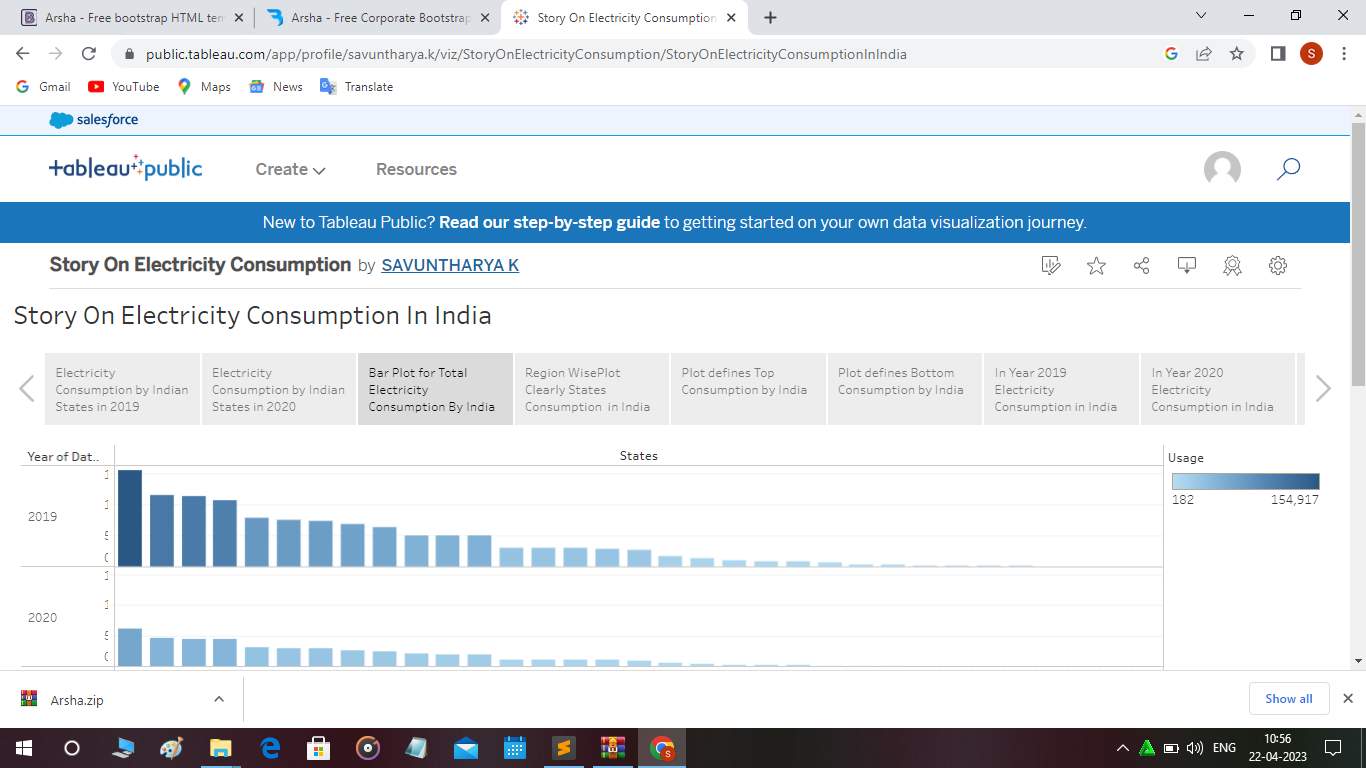 Arsha - Free bootstrap HTML ten
Arsha - Free Corporate Bootstrap
Story On Electricity Consumption
public.tableau.com/app/profile/savuntharya.k/viz/StoryOnElectricityConsumption/StoryOnElectricityConsumptionInIndia
S
Gmail YouTube Maps News Translate
salesforce
tableau public
Create Resources
New to Tableau Public? Read our step-by-step guide to getting started on your own data visualization journey.
Story On Electricity Consumption by SAVUNTHARYA K
Story On Electricity Consumption In India
Electricity
Consumption by Indian
States in 2019
Electricity
Consumption by Indian
States in 2020
Bar Plot for Total
Electricity
Consumption By India
Region WisePlot
Clearly States
Consumption in India
Plot defines Top
Consumption by India
Plot defines Bottom
Consumption by India
In Year 2019
Electricity
Consumption in India
In Year 2020
Electricity
Consumption in India
Year of Dat..
States
Usage
182 154,917
2019
1
1
5
0
2020
1
1
5
0
Arsha.zip
Show all
ENG
10:56
22-04-2023